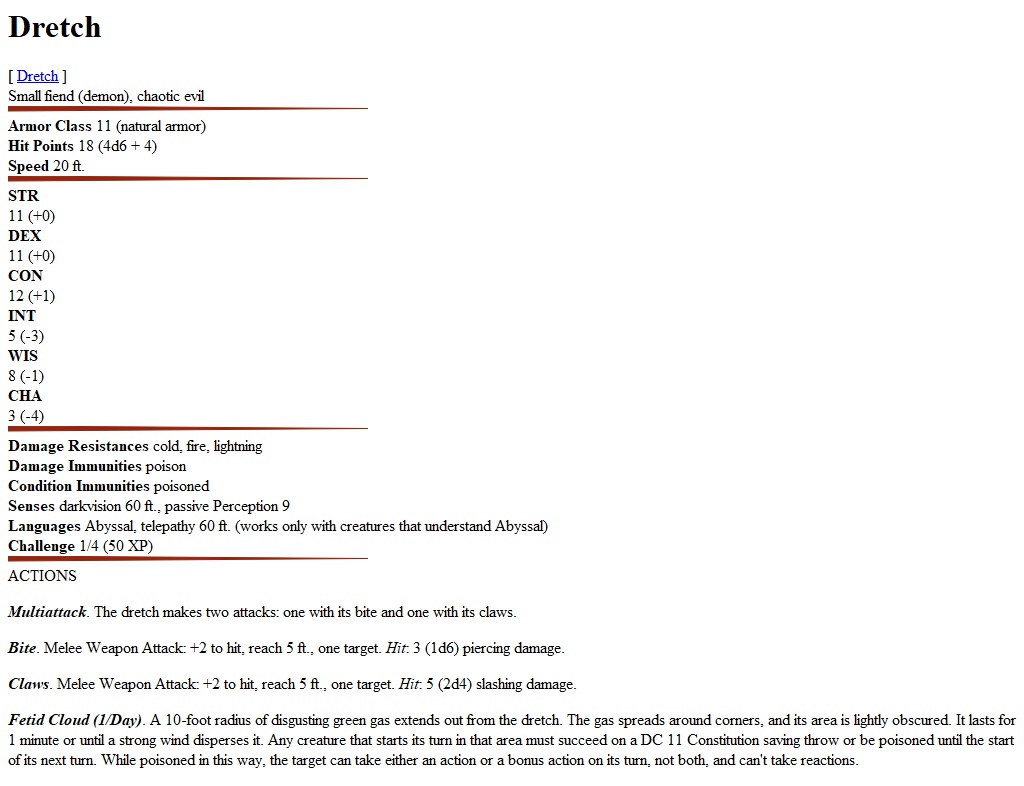 Dretch
[ Dretch ]
Small fiend (demon), chaotic evil
Armor Class 11 (natural armor)
Hit Points 18 (4d6 + 4)
Speed 20 ft.
STR
11 (+0)
DEX
11 (+0)
CON
12 (+1)
INT
5 (-3)
WIS
8 (-1)
CHA
3 (-4)
Damage Resistances cold, fire, lightning
Damage Immunities poison
Condition Immunities poisoned
Senses darkvision 60 ft., passive Perception 9
Languages Abyssal, telepathy 60 ft. (works only with creatures that understand Abyssal)
Challenge 1/4 (50 XP)
ACTIONS
Multiattack. The dretch makes two attacks: one with its bite and one with its claws.
Bite. Melee Weapon Attack: +2 to hit, reach 5 ft., one target. Hit: 3 (1d6) piercing damage.
Claws. Melee Weapon Attack: +2 to hit, reach 5 ft., one target. Hit: 5 (2d4) slashing damage.
Fetid Cloud (1/Day). A 10-foot radius of disgusting green gas extends out from the dretch. The gas spreads around corners, and its area is lightly obscured. It lasts for
1 minute or until a strong wind disperses it. Any creature that starts its turn in that area must succeed on a DC 11 Constitution saving throw or be poisoned until the start
of its next turn. While poisoned in this way, the target can take either an action or a bonus action on its turn, not both, and can't take reactions.